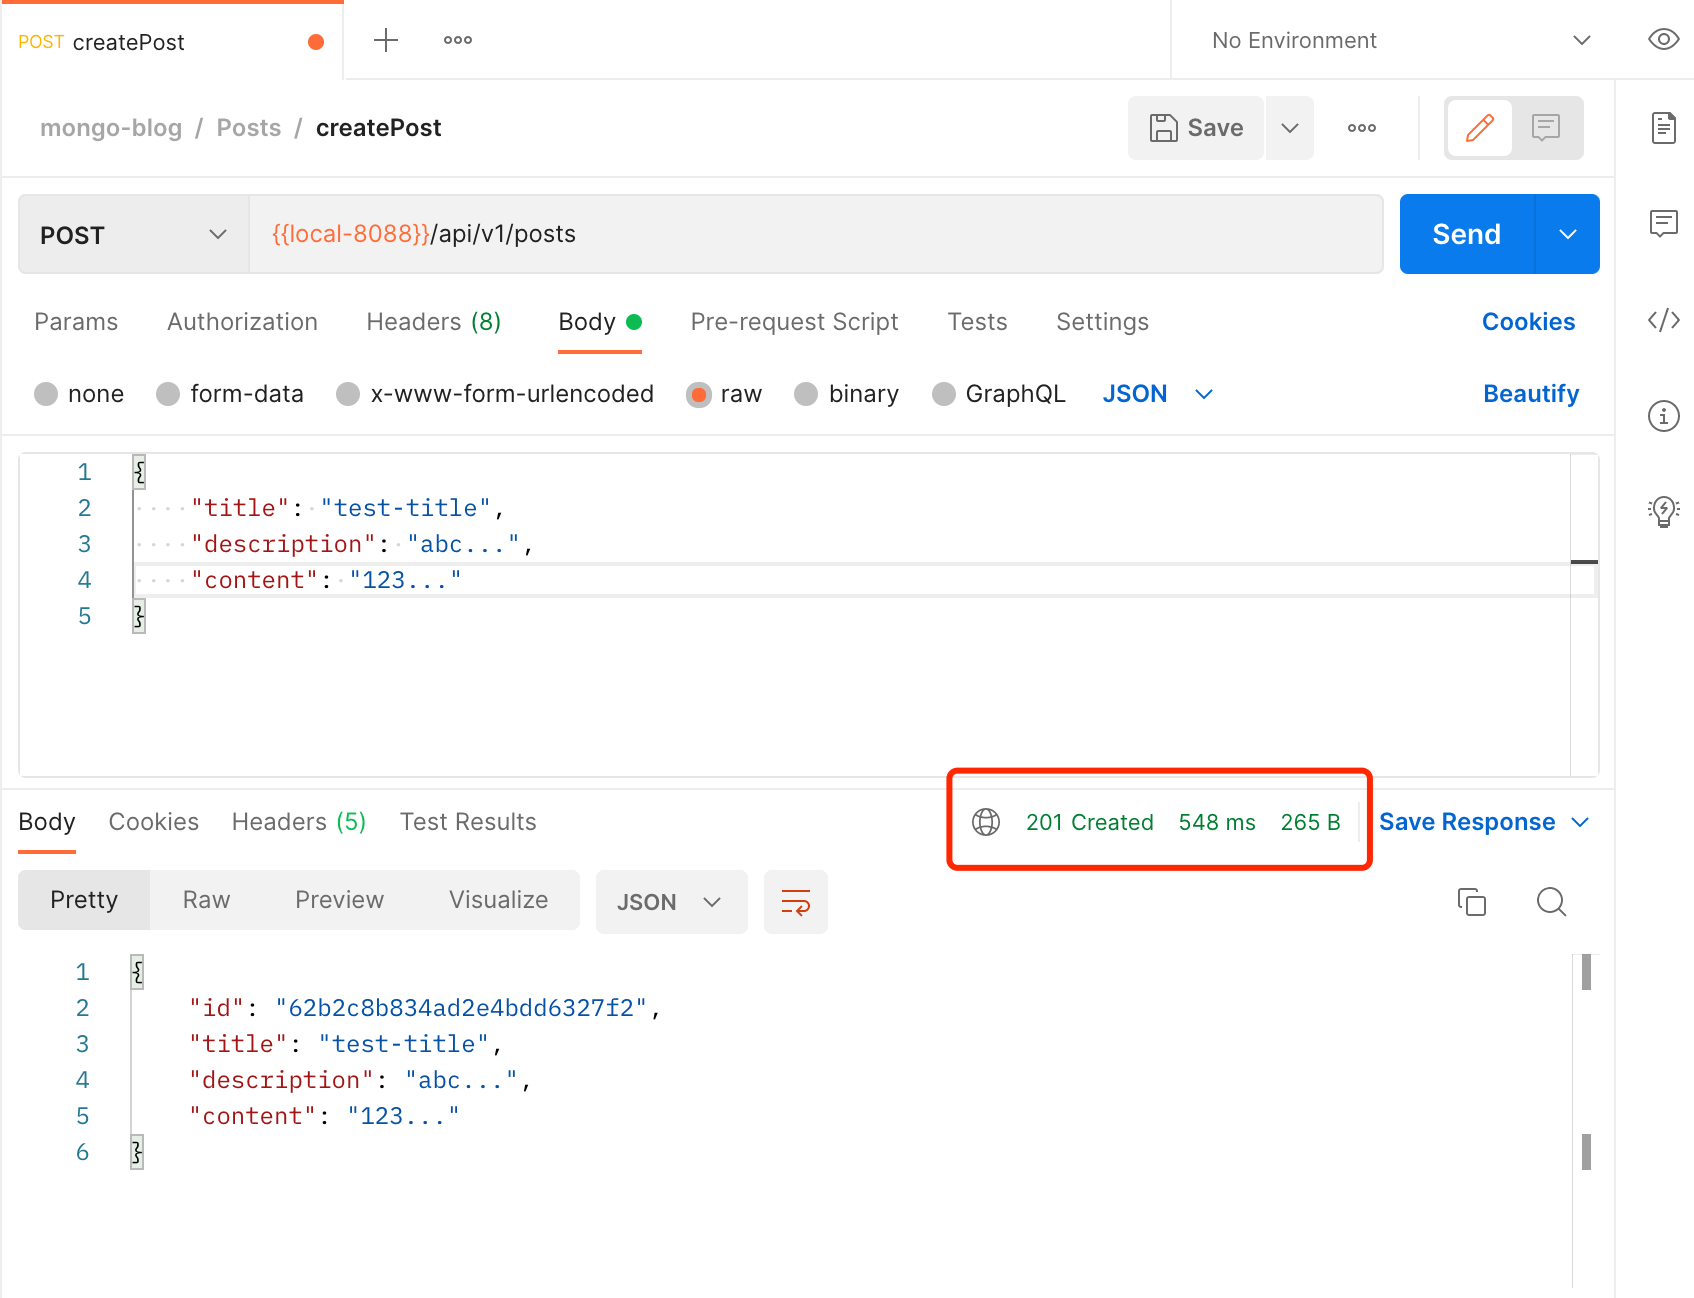 POST createPost
No Environment
mongo-blog / Posts / createPost
Save
POST
{{local-8088}}/api/v1/posts
Send
Params Authorization Headers (8) Body Pre-request Script Tests Settings Cookies
none form-data x-www-form-urlencoded raw binary GraphQL JSON Beautify
1 {
2 "title": "test-title",
3 "description": "abc...",
4 "content": "123..."
5 }
Body Cookies Headers (5) Test Results 201 Created 548 ms 265 B Save Response
Pretty Raw Preview Visualize JSON
1 {
2 "id": "62b2c8b834ad2e4bdd6327f2",
3 "title": "test-title",
4 "description": "abc...",
5 "content": "123..."
6 }